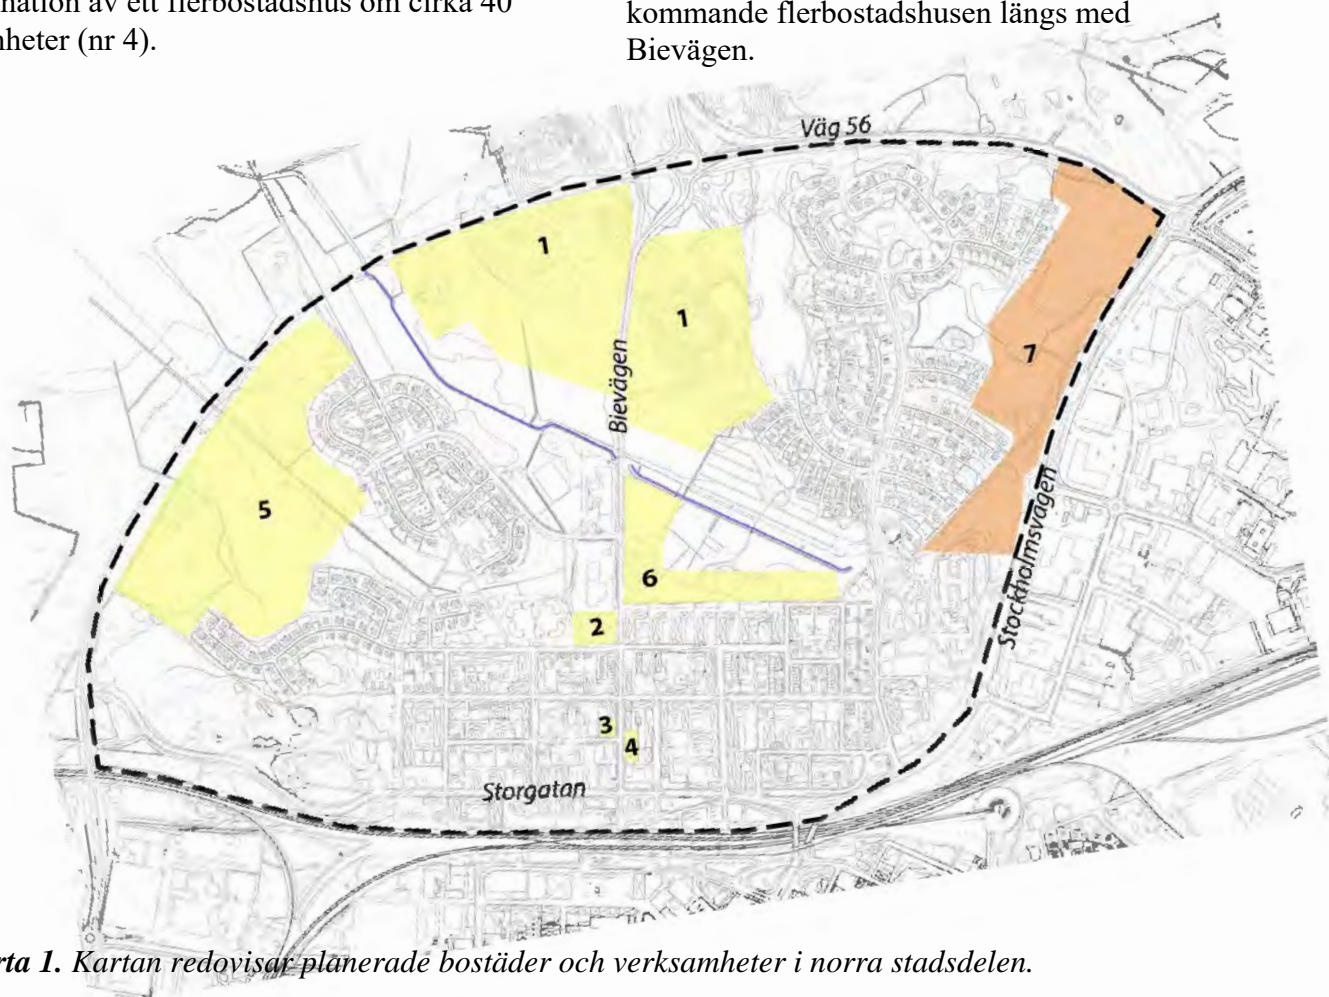 nation av ett flerbostadshus om cirka 40
nheter (nr 4).
kommande flerbostadshusen längs med
Bievägen.
Väg 56
1
1
7
Bievägen
5
Stockholmsvägen
6
2
3
4
Storgatan
rta 1. Kartan redovisar planerade bostäder och verksamheter i norra stadsdelen.